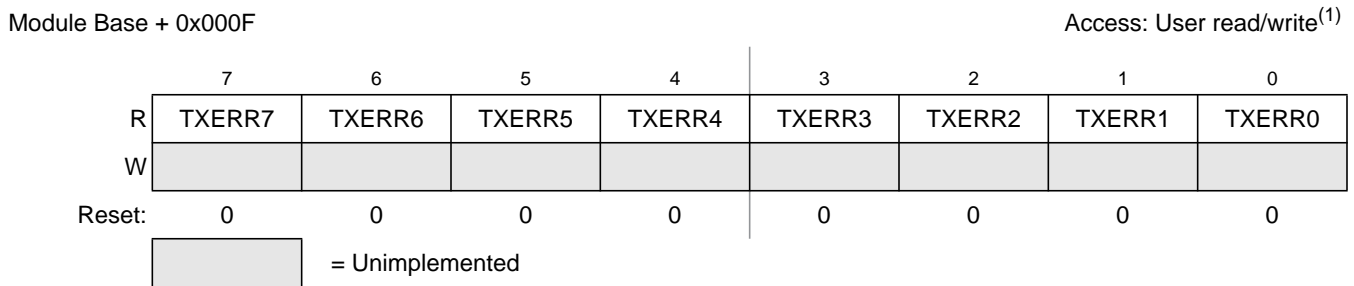 Module Base + 0x000F Access: User read/write(1)
7 6 5 4 3 2 1 0
R TXERR7 TXERR6 TXERR5 TXERR4 TXERR3 TXERR2 TXERR1 TXERR0
W
Reset: 0 0 0 0 0 0 0 0
= Unimplemented